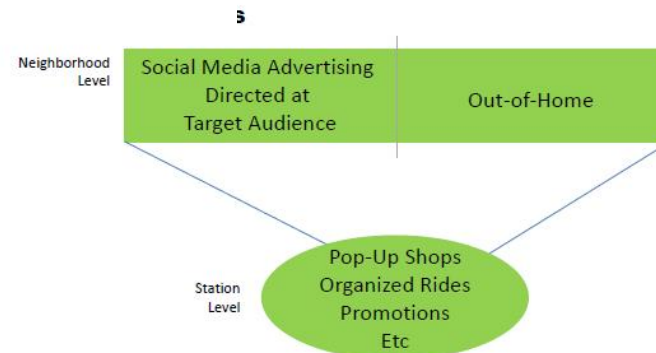 s
Neighborhood
Level
Social Media Advertising
Directed at
Target Audience
Out-of-Home
Station
Level
Pop-Up Shops
Organized Rides
Promotions
Etc